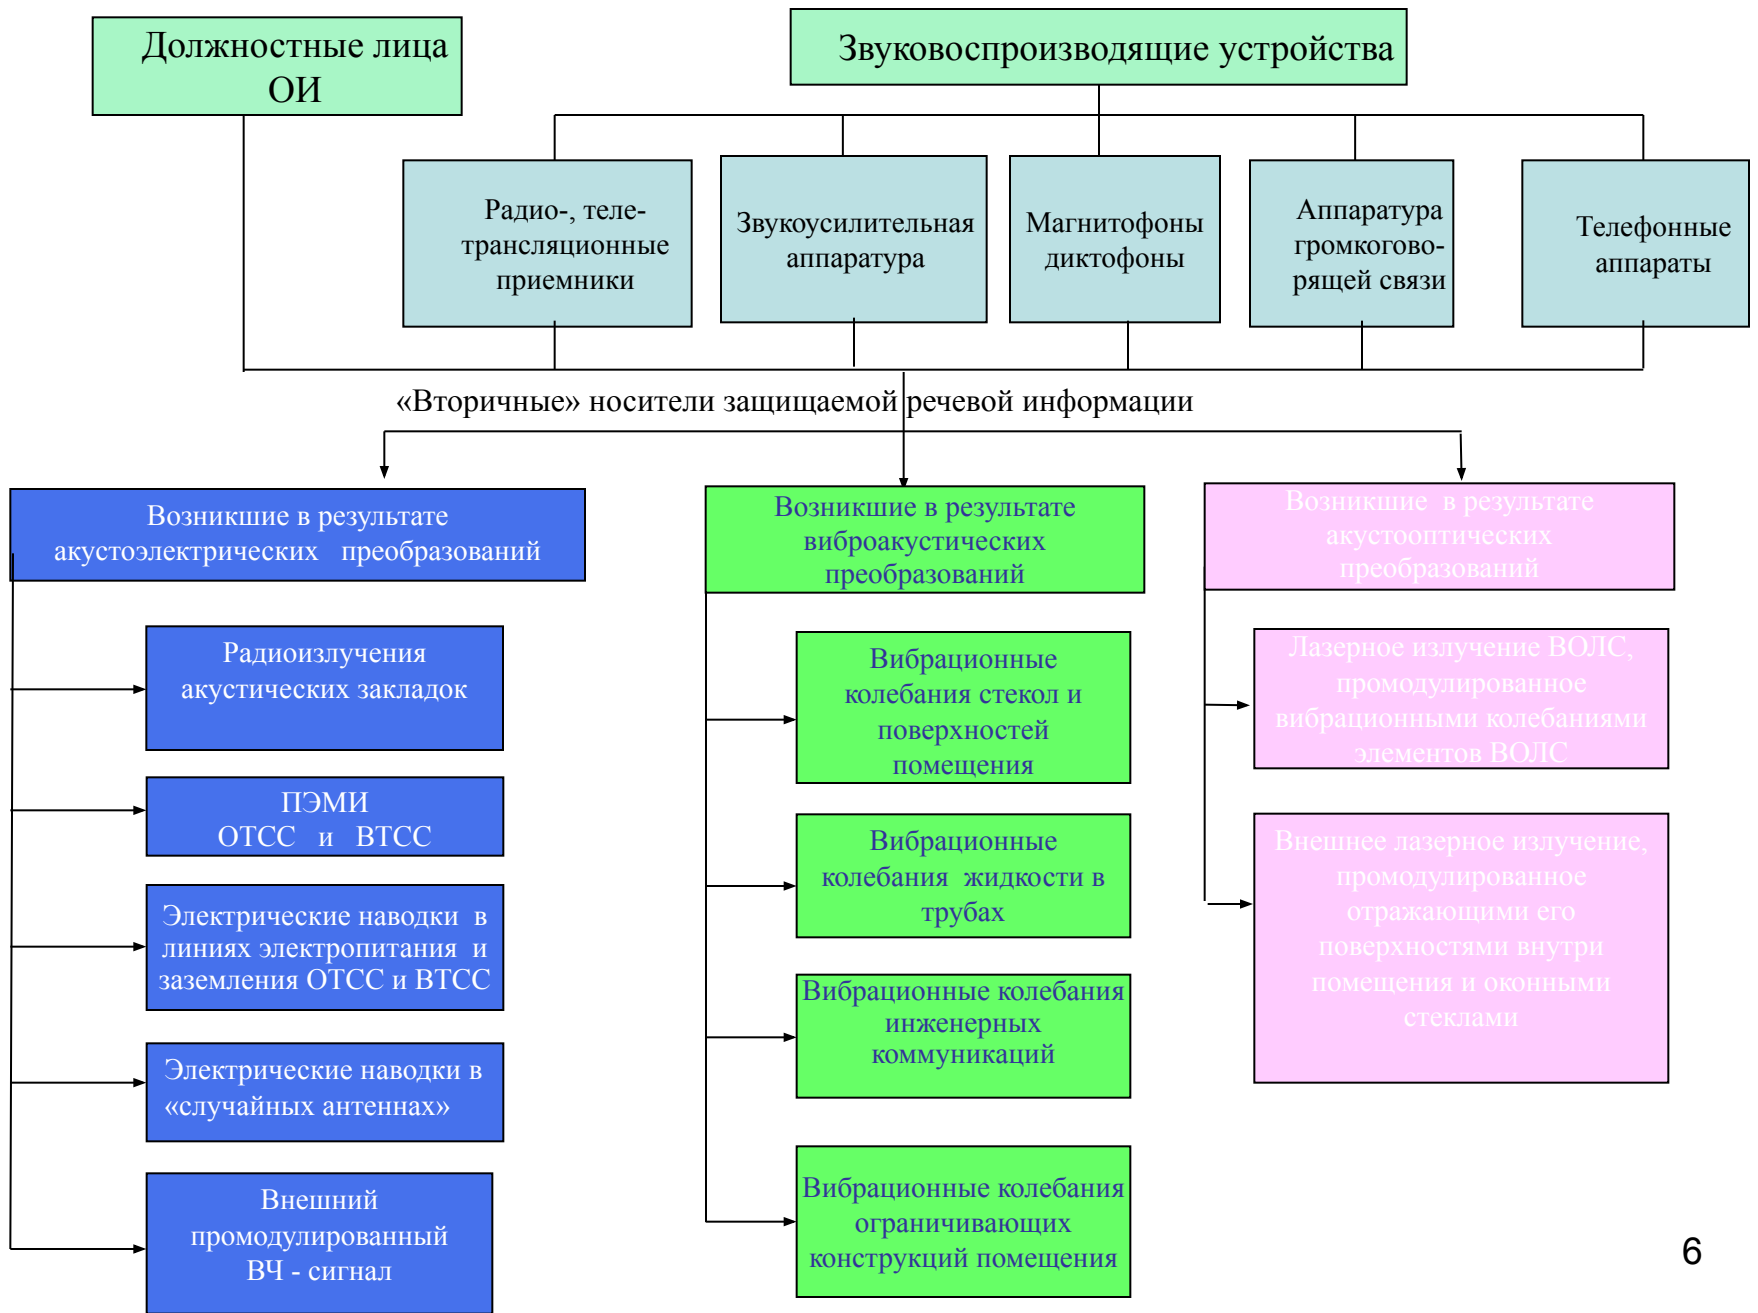 Должностные лица
ОИ
Звуковоспроизводящие устройства
Радио-, теле-
трансляционные
приемники
Звукоусилительная
аппаратура
Магнитофоны
диктофоны
Аппаратура
громкогово-
рящей связи
Телефонные
аппараты
«Вторичные» носители защищаемой речевой информации
Возникшие в результате
акустоэлектрических преобразований
Радиоизлучения
акустических закладок
ПЭМИ
ОТСС и ВТСС
Электрические наводки в
линиях электропитания и
заземления ОТСС и ВТСС
Электрические наводки в
«случайных антеннах»
Внешний
промодулированный
ВЧ - сигнал
Возникшие в результате
виброакустических
преобразований
Вибрационные
колебания стекол и
поверхностей
помещения
Вибрационные
колебания жидкости в
трубах
Вибрационные колебания
инженерных
коммуникаций
Вибрационные колебания
ограничивающих
конструкций помещения
Возникшие в результате
акустооптических
преобразований
Лазерное излучение ВОЛС,
промодулированное
вибрационными колебаниями
элементов ВОЛС
Внешнее лазерное излучение,
промодулированное
отражающими его
поверхностями внутри
помещения и оконными
стеклами
6